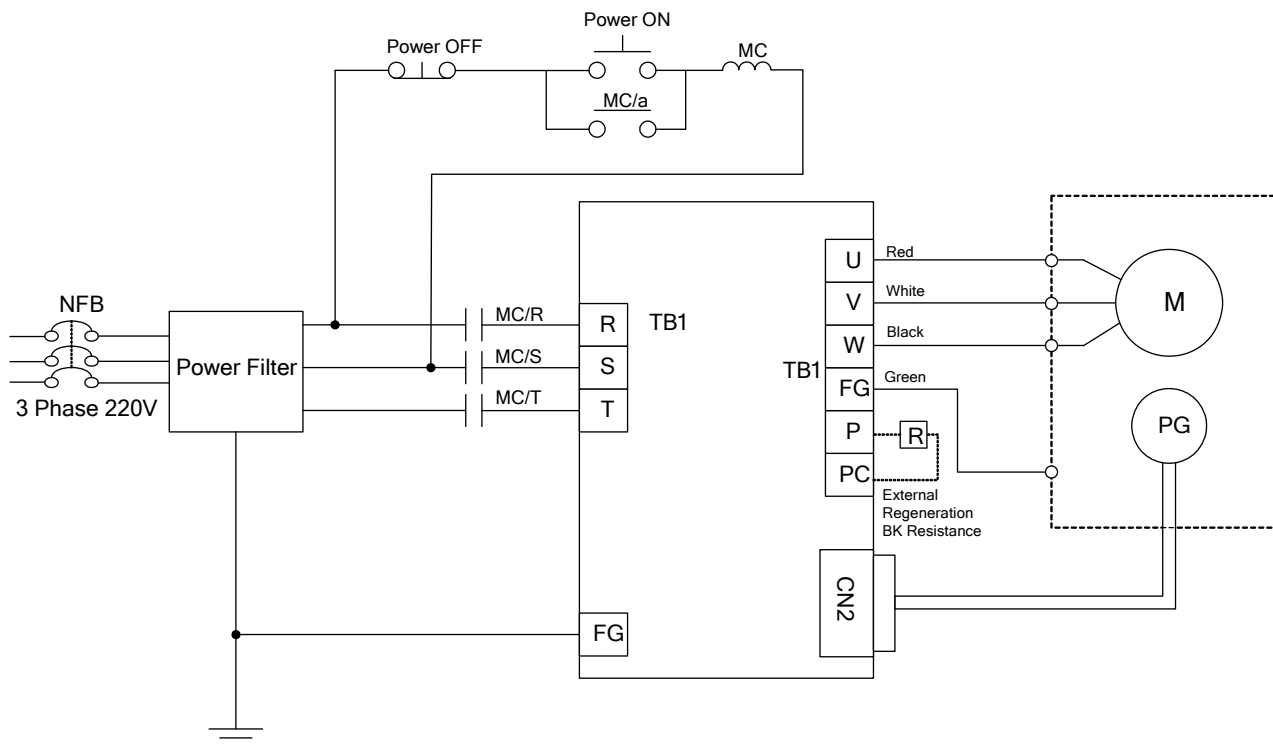 Power ON
Power OFF
MC
MC/a
NFB
3 Phase 220V
Power Filter
MC/R
MC/S
MC/T
R
S
T
TB1
FG
U
V
W
FG
P
PC
TB1
Red
White
Black
Green
R
External
Regeneration
BK Resistance
CN2
M
PG